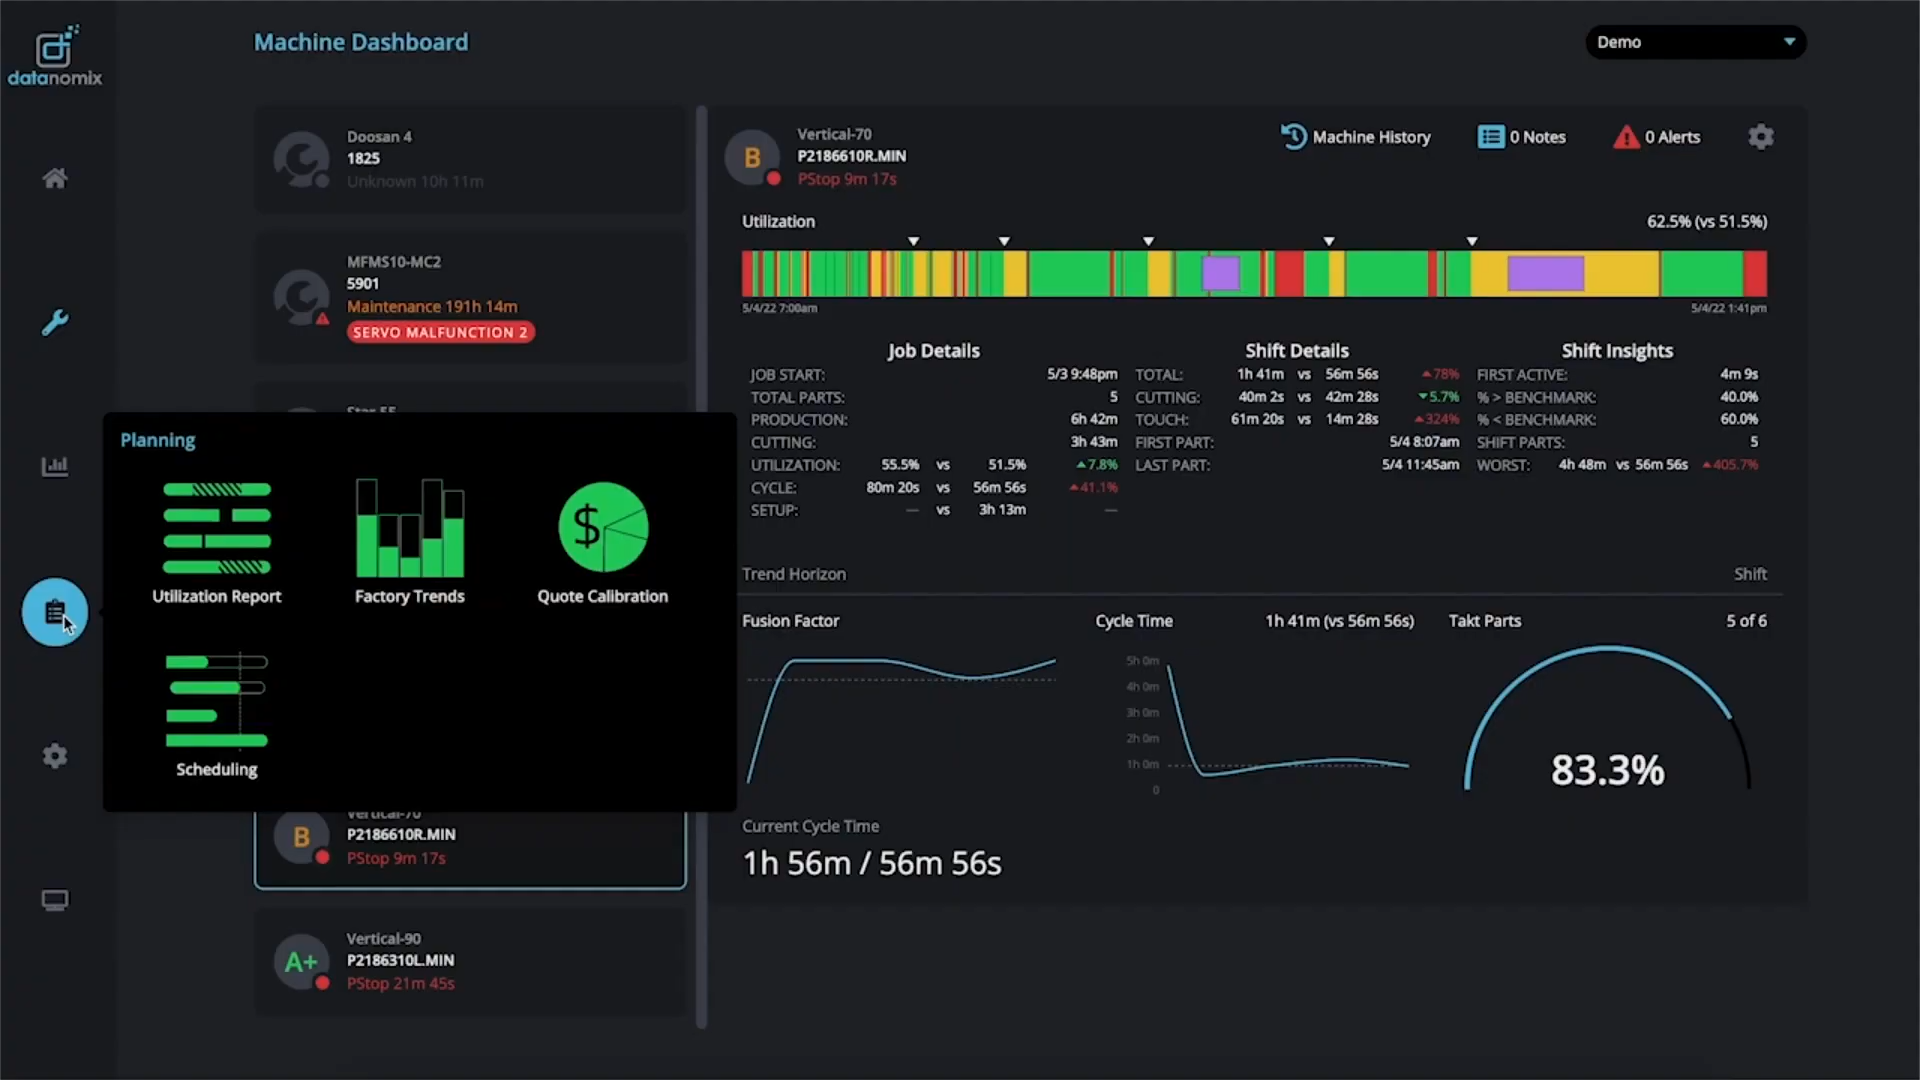 datanomix
Machine Dashboard
Demo
Doosan 4
1825
Unknown 10h 11m
MFMS10-MC2
5901
Maintenance 191h 14m
SERVO MALFUNCTION 2
Planning
Utilization Report
Factory Trends
Quote Calibration
Scheduling
P2186610R.MIN
PStop 9m 17s
Vertical-90
P2186310L.MIN
PStop 21m 45s
A+
B
B
Vertical-70
P2186610R.MIN
PStop 9m 17s
Machine History
0 Notes
0 Alerts
Utilization
62.5% (vs 51.5%)
5/4/22 7:00am
5/4/22 1:41pm
Job Details
JOB START: 5/3 9:48pm
TOTAL PARTS: 5
PRODUCTION: 6h 42m
CUTTING: 3h 43m
UTILIZATION: 55.5% vs 51.5% ▲7.8%
CYCLE: 80m 20s vs 56m 56s ▲41.1%
SETUP: — vs 3h 13m —
Shift Details
TOTAL: 1h 41m vs 56m 56s ▲78%
CUTTING: 40m 2s vs 42m 28s ▼5.7%
TOUCH: 61m 20s vs 14m 28s ▲324%
FIRST PART: 5/4 8:07am
LAST PART: 5/4 11:45am
Shift Insights
FIRST ACTIVE: 4m 9s
% > BENCHMARK: 40.0%
% < BENCHMARK: 60.0%
SHIFT PARTS: 5
WORST: 4h 48m vs 56m 56s ▲405.7%
Trend Horizon
Shift
Fusion Factor
Cycle Time
1h 41m (vs 56m 56s)
5h 0m
4h 0m
3h 0m
2h 0m
1h 0m
0
Takt Parts
5 of 6
83.3%
Current Cycle Time
1h 56m / 56m 56s